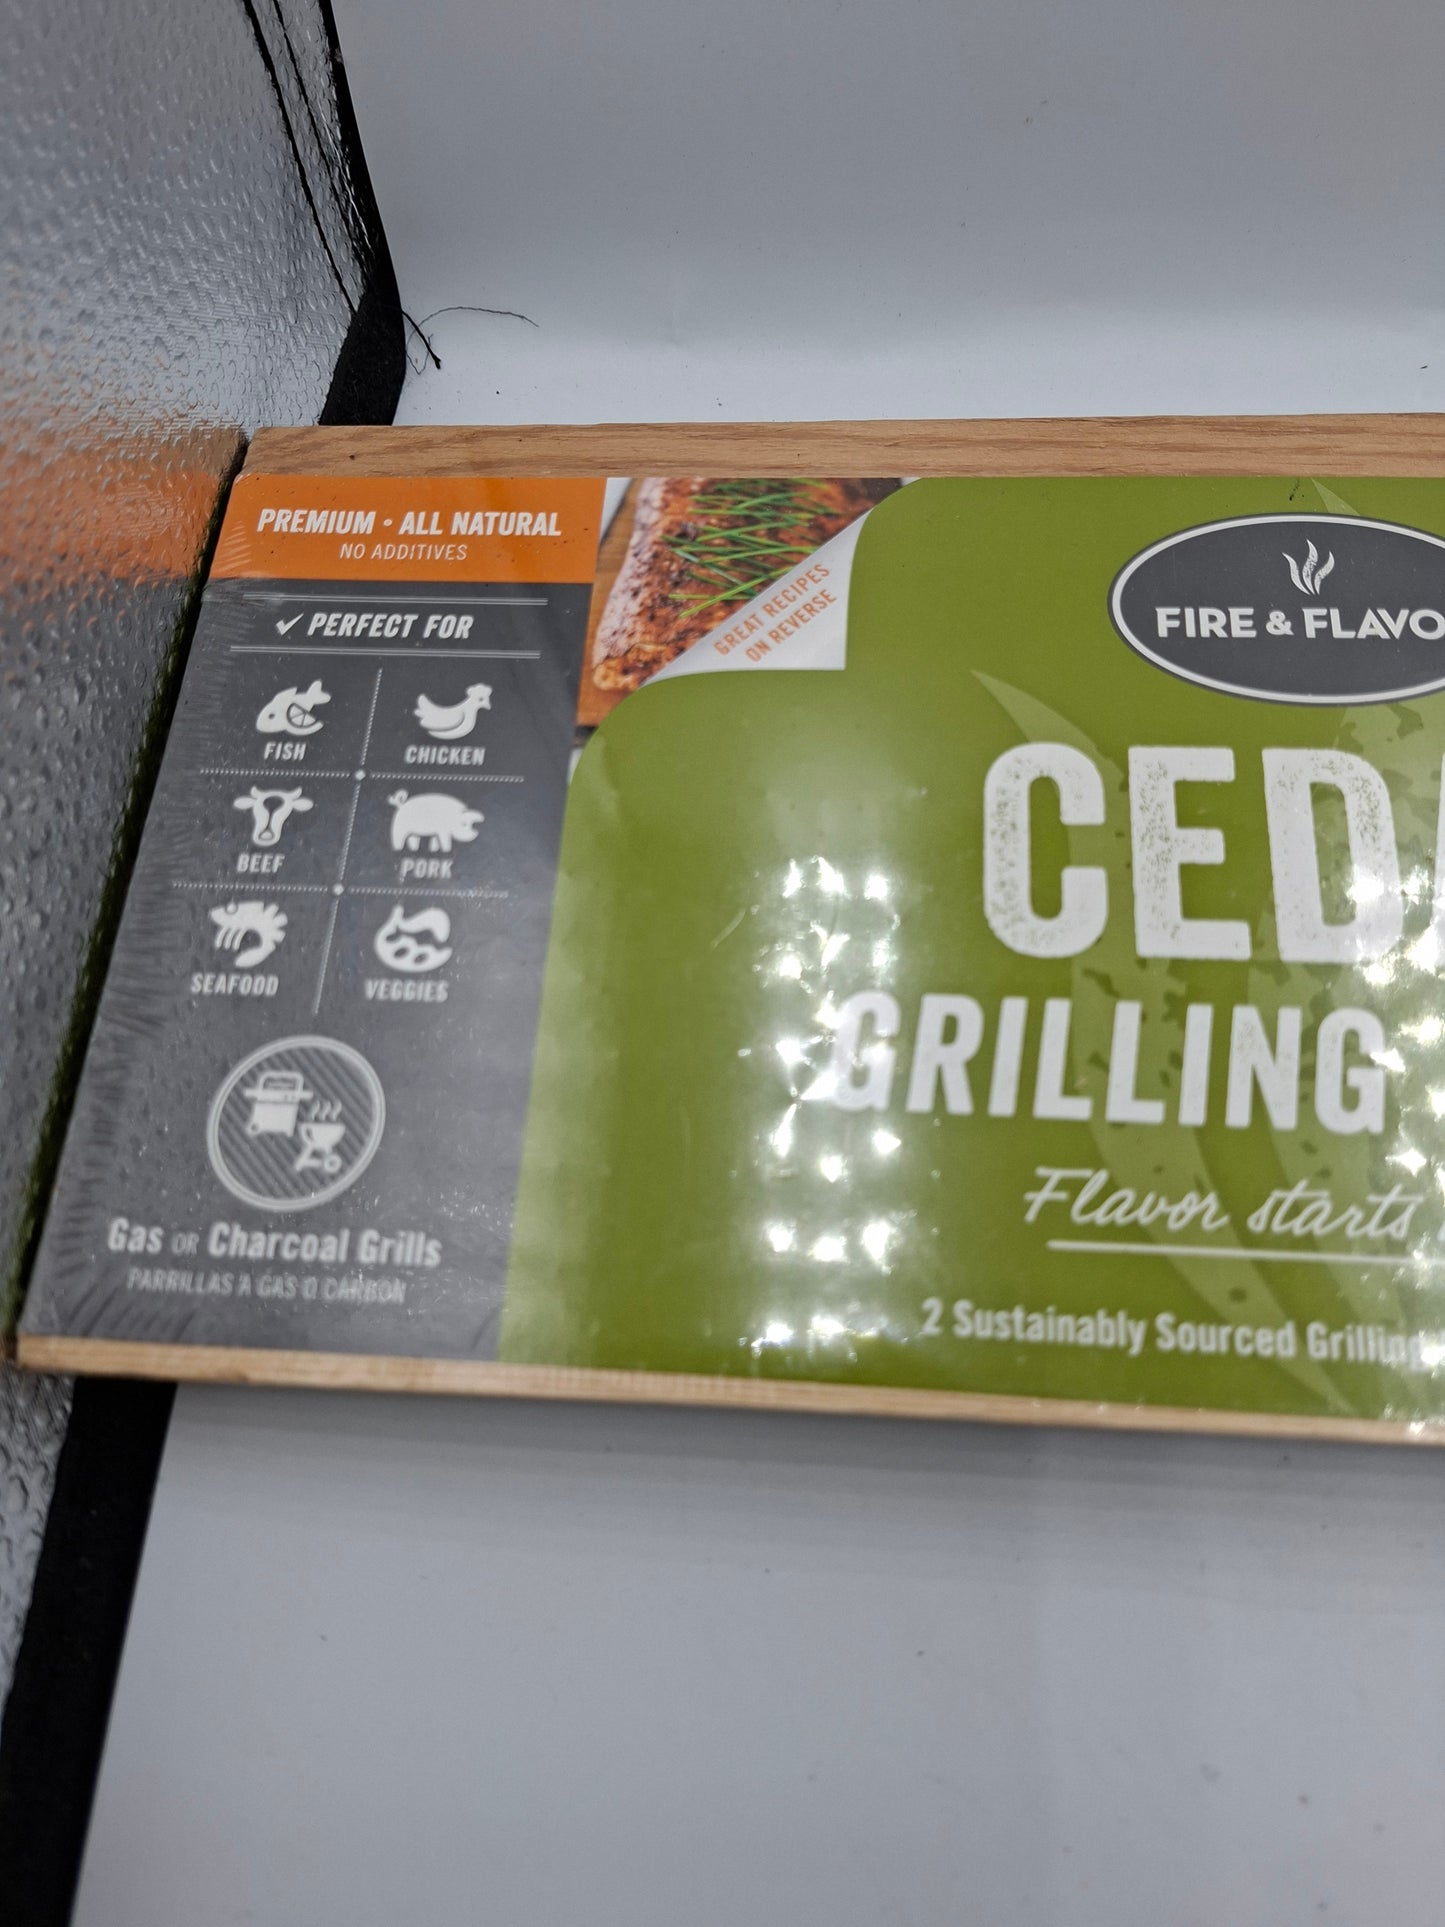 PREMIUM • ALL NATURAL
NO ADDITIVES
✓ PERFECT FOR
FISH
CHICKEN
BEEF
PORK
SEAFOOD
VEGGIES
Gas OR Charcoal Grills
PARRILLAS A GAS O CARBON
GREAT RECIPES
ON REVERSE
FIRE & FLAVO
CED
GRILLING
Flavor starts
2 Sustainably Sourced Grilling